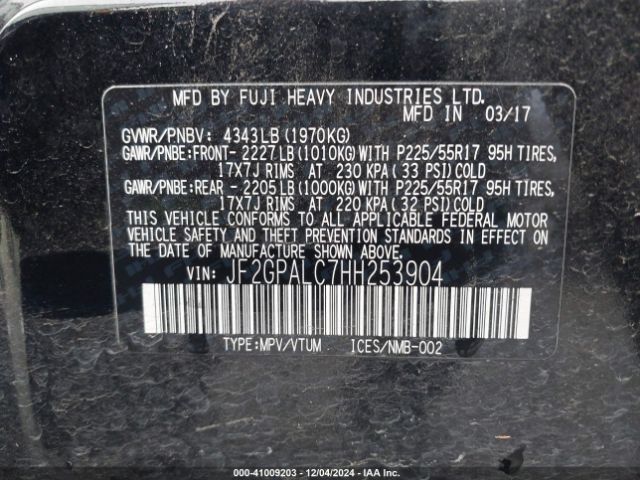 MFD BY FUJI HEAVY INDUSTRIES LTD.
MFD IN 03/17
GVWR/PNBV: 4343LB (1970KG)
GAWR/PNBE:FRONT- 2227LB (1010KG) WITH P225/55R17 95H TIRES,
17X7J RIMS AT 230 KPA ( 33 PSI) COLD
GAWR/PNBE:REAR - 2205LB (1000KG) WITH P225/55R17 95H TIRES,
17X7J RIMS AT 220 KPA ( 32 PSI) COLD
THIS VEHICLE CONFORMS TO ALL APPLICABLE FEDERAL MOTOR
VEHICLE SAFETY AND THEFT PREVENTION STANDARDS IN EFFECT ON
THE DATE OF MANUFACTURE SHOWN ABOVE.
VIN: JF2GPALC7HH253904
TYPE:MPV/VTUM ICES/NMB-002
000-41009203 - 12/04/2024 - IAA Inc.